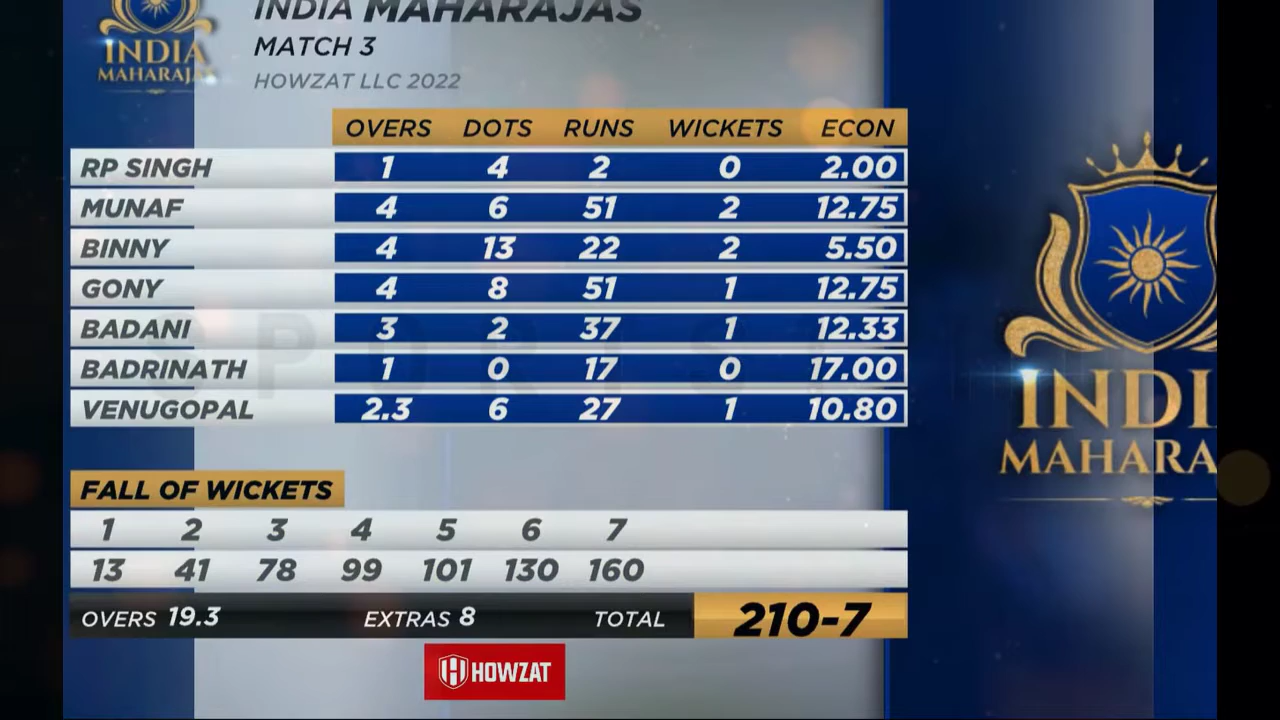 INDIA MAHARAJAS
INDIA
MAHARAJAS
MATCH 3
HOWZAT LLC 2022
OVERS DOTS RUNS WICKETS ECON
RP SINGH 1 4 2 0 2.00
MUNAF 4 6 51 2 12.75
BINNY 4 13 22 2 5.50
GONY 4 8 51 1 12.75
BADANI 3 2 37 1 12.33
BADRINATH 1 0 17 0 17.00
VENUGOPAL 2.3 6 27 1 10.80
INDI
MAHARA
FALL OF WICKETS
1 2 3 4 5 6 7
13 41 78 99 101 130 160
OVERS 19.3 EXTRAS 8 TOTAL 210-7
HOWZAT